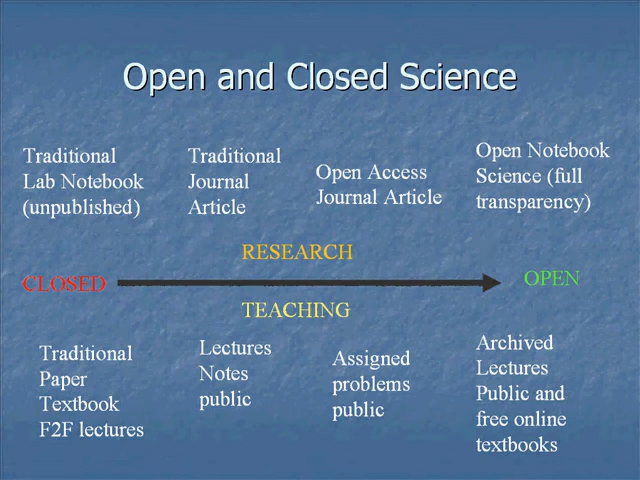 Open and Closed Science
Traditional
Lab Notebook
(unpublished)
Traditional
Journal
Article
Open Access
Journal Article
Open Notebook
Science (full
transparency)
RESEARCH
CLOSED
OPEN
TEACHING
Traditional
Paper
Textbook
F2F lectures
Lectures
Notes
public
Assigned
problems
public
Archived
Lectures
Public and
free online
textbooks